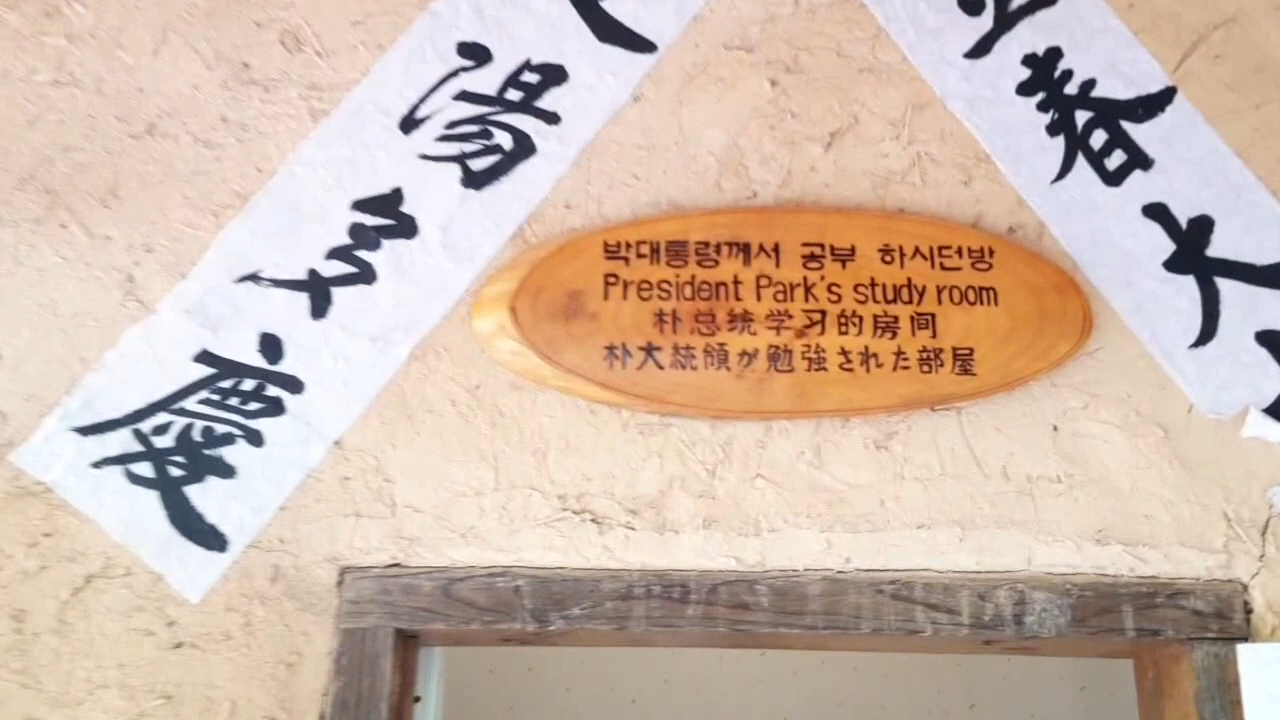 湯多慶
春大
박대통령께서 공부 하시던방
President Park's study room
朴总统学习的房间
朴大統領が勉強された部屋